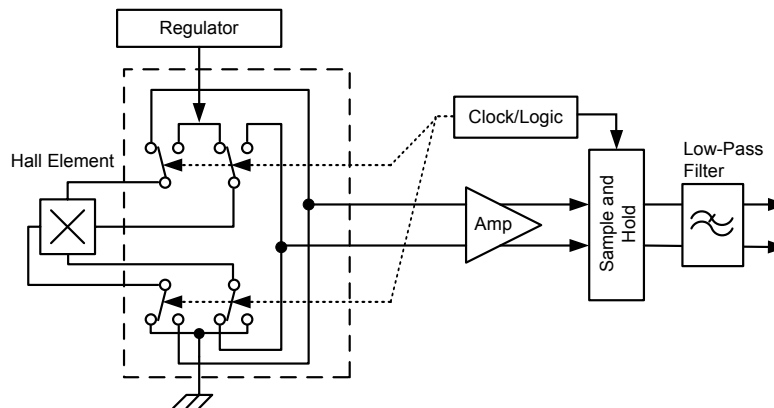 Regulator
Clock/Logic
Hall Element
Low-Pass
Filter
Amp
Sample and
Hold